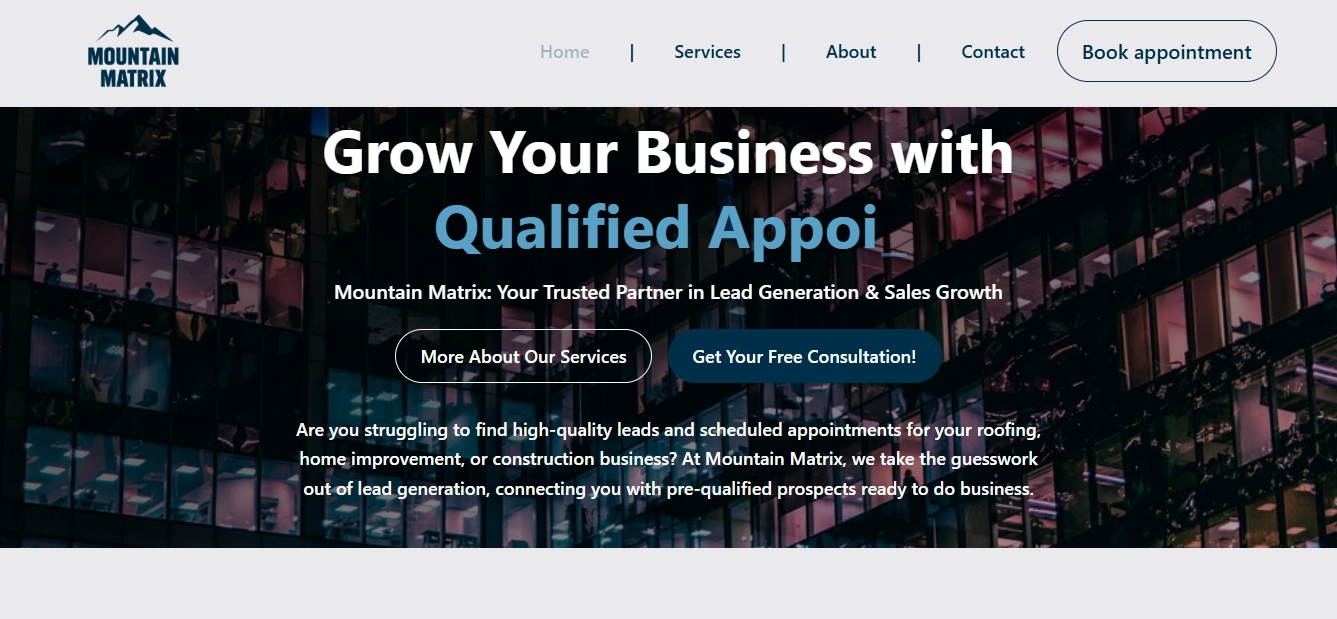 MOUNTAIN
MATRIX
Home | Services | About | Contact Book appointment
Grow Your Business with
Qualified Appoi_
Mountain Matrix: Your Trusted Partner in Lead Generation & Sales Growth
More About Our Services Get Your Free Consultation!
Are you struggling to find high-quality leads and scheduled appointments for your roofing,
home improvement, or construction business? At Mountain Matrix, we take the guesswork
out of lead generation, connecting you with pre-qualified prospects ready to do business.